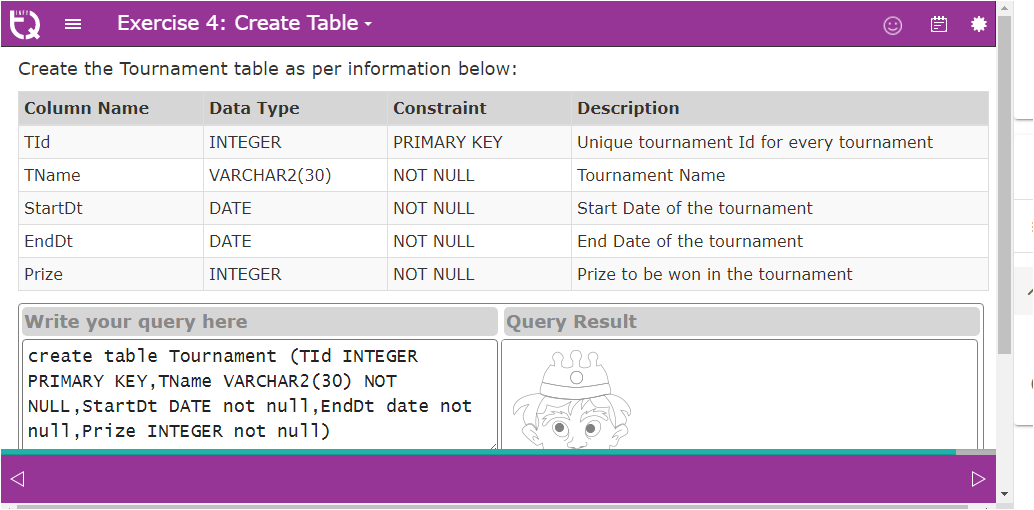 INFY
TQ
Exercise 4: Create Table
Create the Tournament table as per information below:
Column Name Data Type Constraint Description
TId INTEGER PRIMARY KEY Unique tournament Id for every tournament
TName VARCHAR2(30) NOT NULL Tournament Name
StartDt DATE NOT NULL Start Date of the tournament
EndDt DATE NOT NULL End Date of the tournament
Prize INTEGER NOT NULL Prize to be won in the tournament
Write your query here Query Result
create table Tournament (TId INTEGER
PRIMARY KEY,TName VARCHAR2(30) NOT
NULL,StartDt DATE not null,EndDt date not
null,Prize INTEGER not null)